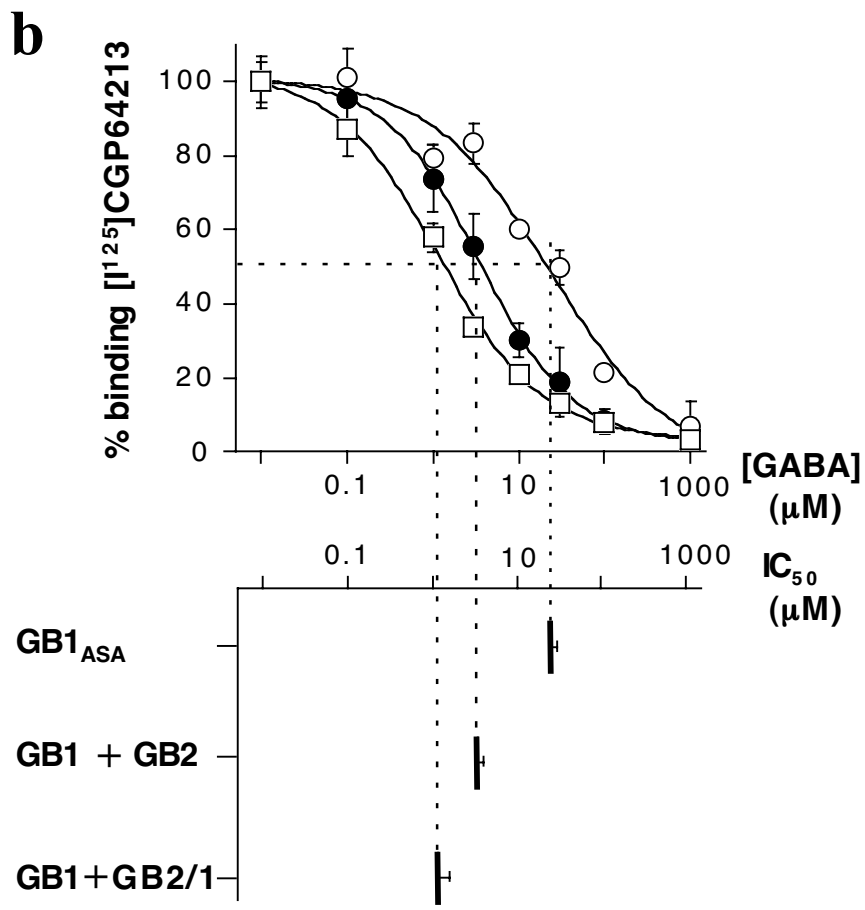 b
% binding [I¹²⁵]CGP64213
100
80
60
40
20
0
0.1 10 1000
[GABA]
(μM)
0.1 10 1000
IC₅₀
(μM)
GB1ASA
GB1 + GB2
GB1+GB2/1